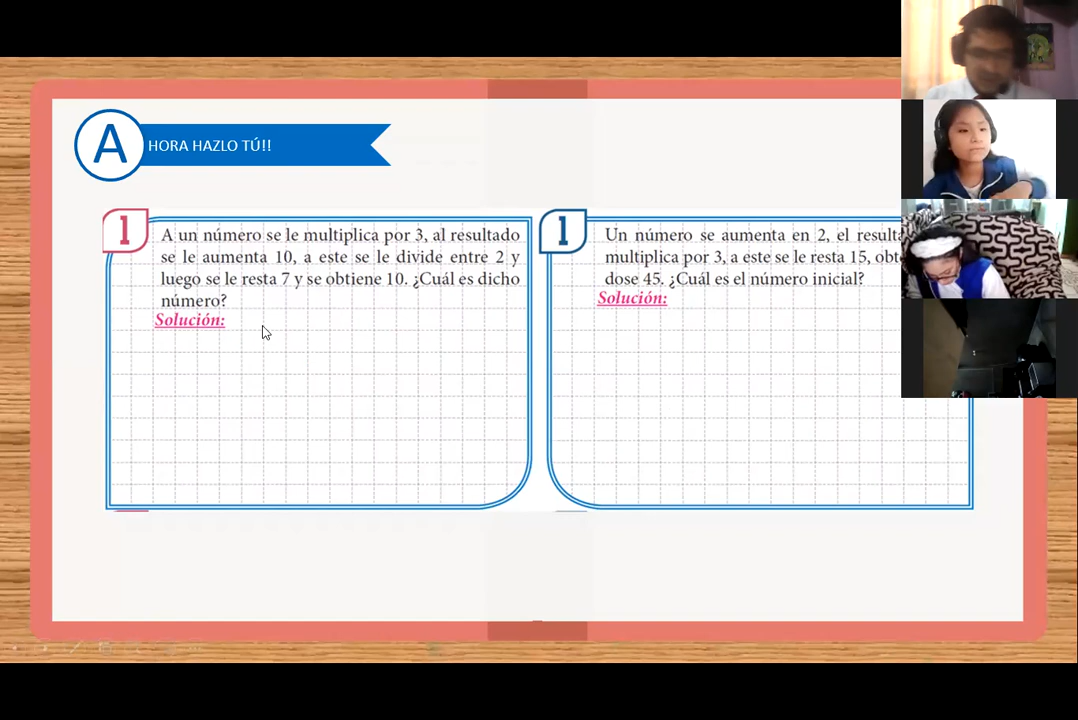 A
HORA HAZLO TÚ!!
1
A un número se le multiplica por 3, al resultado
se le aumenta 10, a este se le divide entre 2 y
luego se le resta 7 y se obtiene 10. ¿Cuál es dicho
número?
Solución:
1
Un número se aumenta en 2, el
multiplica por 3, a este se le resta 15,
dose 45. ¿Cuál es el número inicial?
Solución: